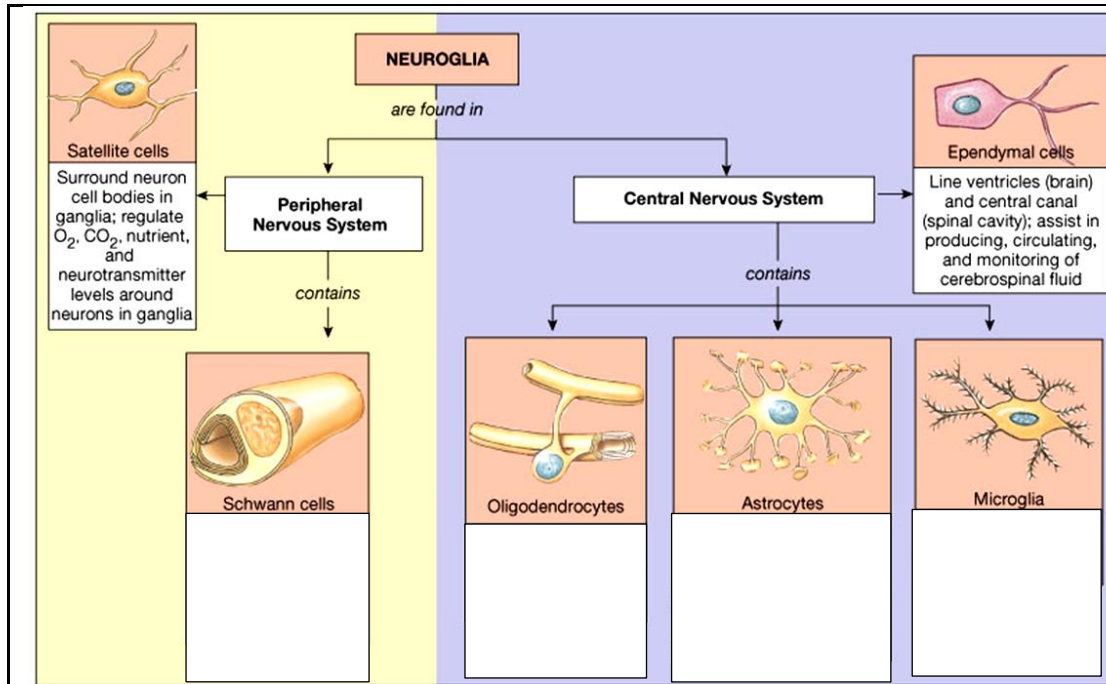 NEUROGLIA
are found in
Satellite cells
Surround neuron
cell bodies in
ganglia; regulate
O2, CO2, nutrient,
and
neurotransmitter
levels around
neurons in ganglia
Peripheral
Nervous System
contains
Schwann cells
Central Nervous System
contains
Ependymal cells
Line ventricles (brain)
and central canal
(spinal cavity); assist in
producing, circulating,
and monitoring of
cerebrospinal fluid
Oligodendrocytes
Astrocytes
Microglia